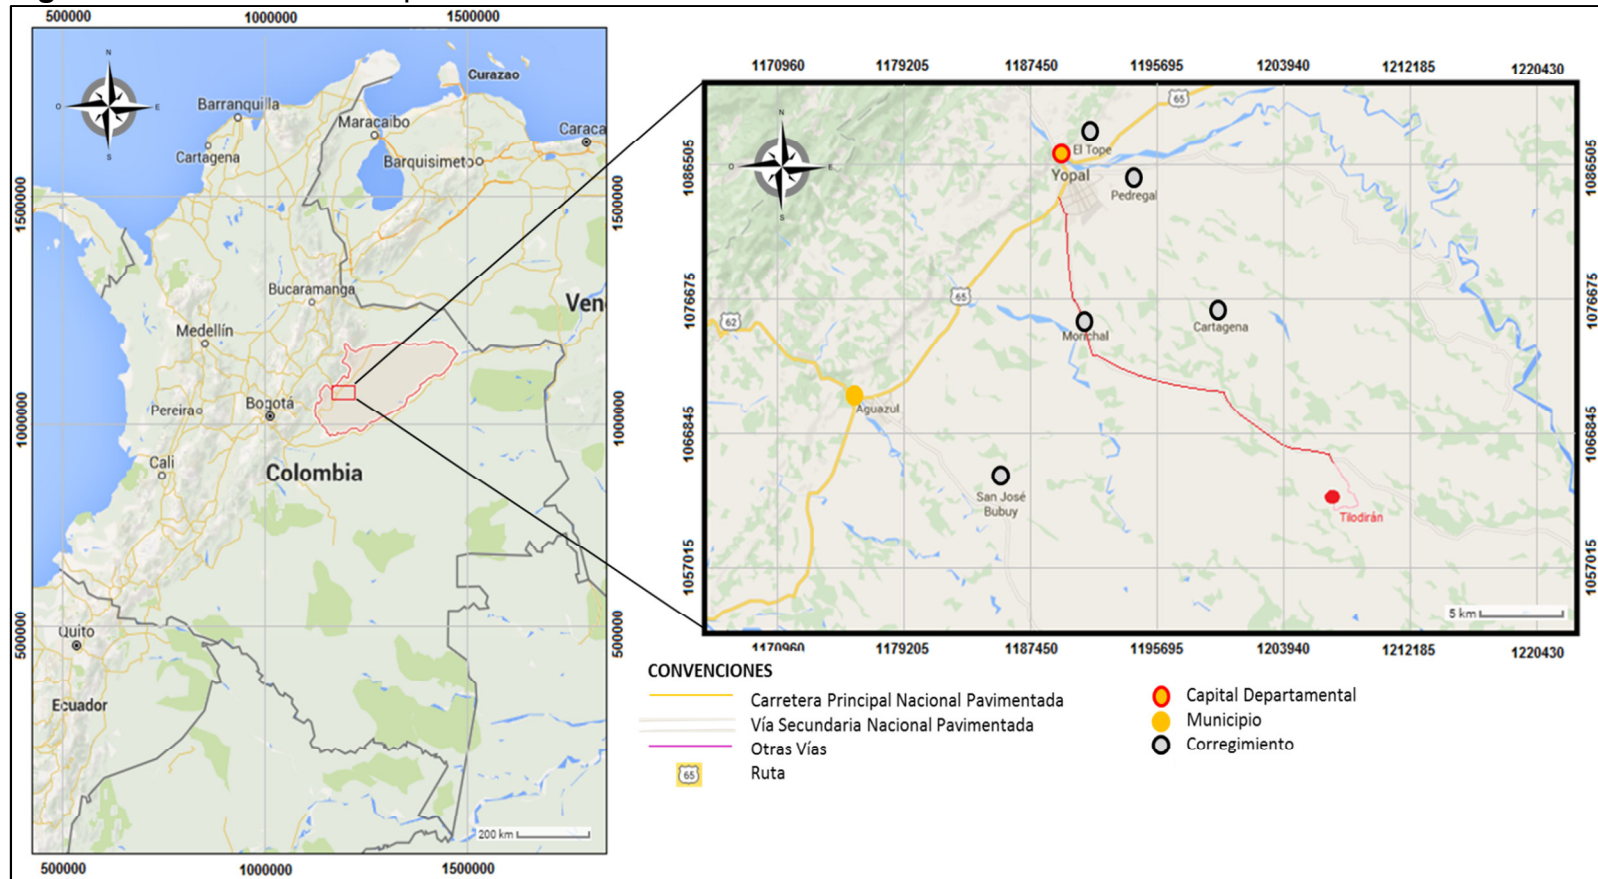 500000 1000000 1500000
N
O E
S
Curazao
Barranquilla
Maracaibo
Caraca
Cartagena
Barquisimeto
1500000
1500000
Bucaramanga
Ven
Medellín
Pereira
Bogotá
1000000
1000000
Cali
Colombia
Quito
500000
500000
Ecuador
200 km
500000 1000000 1500000
1170960 1179205 1187450 1195695 1203940 1212185 1220430
N
O E
S
65
El Tope
1086505
1086505
Yopal
Pedregal
65
1076675
1076675
62
Morichal
Cartagena
Aguazul
1066845
1066845
San José
Bubuy
Tilodirán
1057015
1057015
5 km
1170960 1179205 1187450 1195695 1203940 1212185 1220430
CONVENCIONES
Carretera Principal Nacional Pavimentada
Vía Secundaria Nacional Pavimentada
Otras Vías
65 Ruta
Capital Departamental
Municipio
Corregimiento